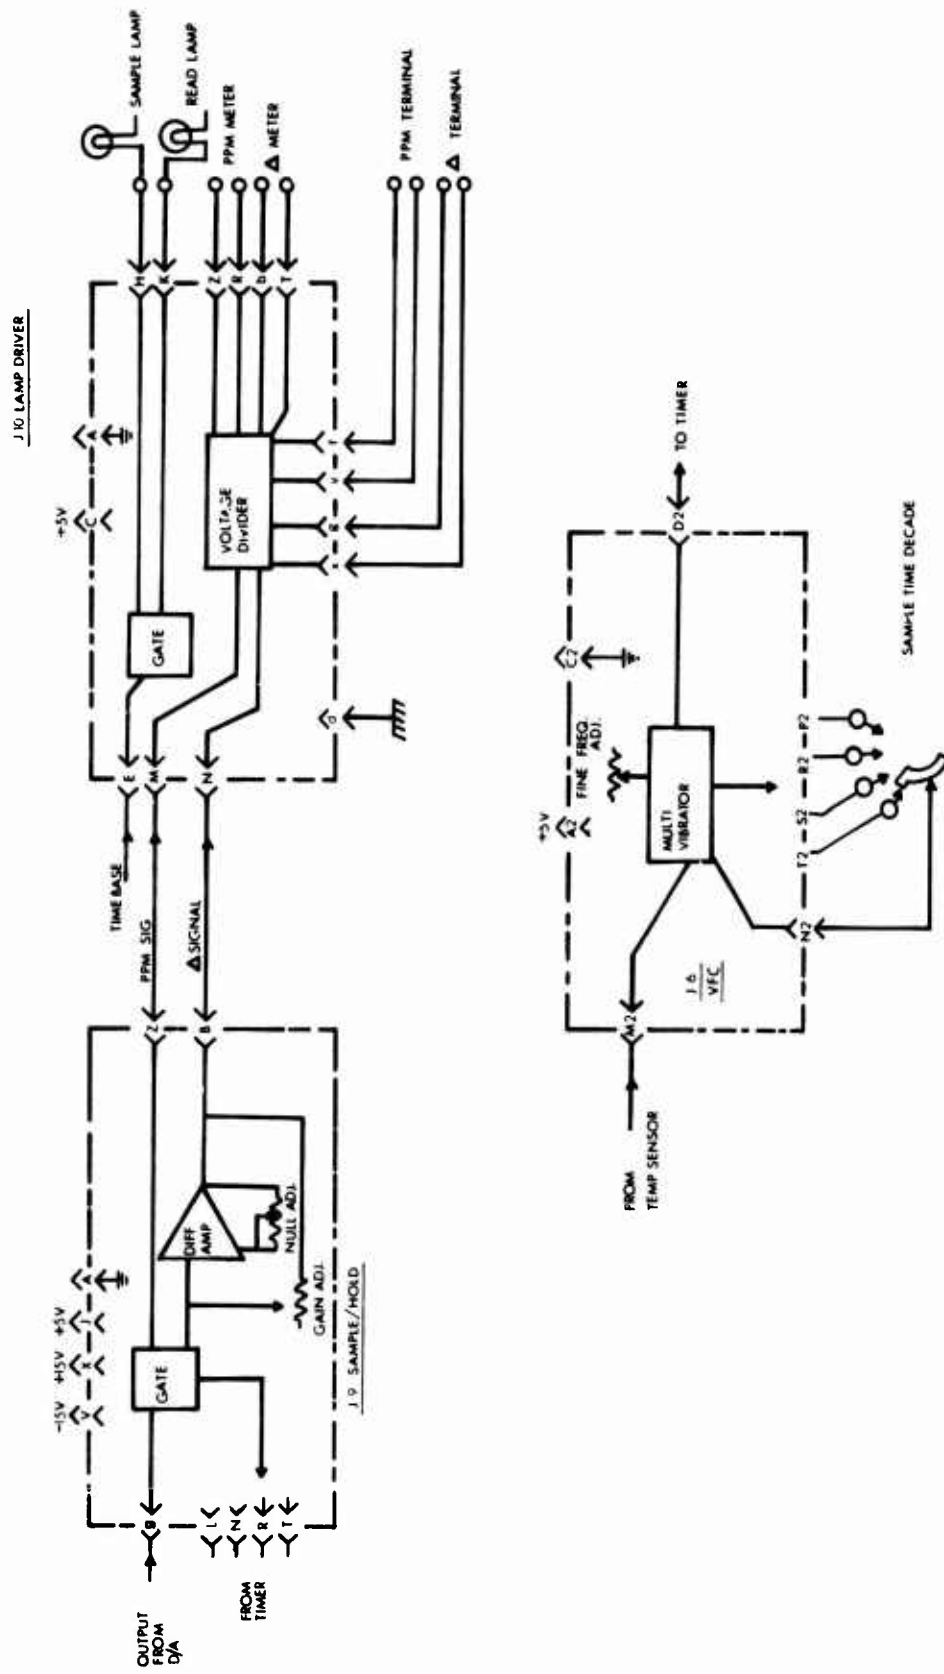 J 10 LAMP DRIVER
+5V
C
A
SAMPLE LAMP
READ LAMP
PPM METER
Δ METER
PPM TERMINAL
Δ TERMINAL
H
K
Z
R
b
T
GATE
VOLTAGE
DIVIDER
E
M
N
d
TIME BASE
PPM SIG
Δ SIGNAL
-15V
+15V
+5V
V
X
J
A
Z
B
GATE
DIFF
AMP
NULL ADJ.
GAIN ADJ.
J-9 SAMPLE/HOLD
OUTPUT
FROM
D/A
L
N
R
T
FROM
TIMER
+5V
A2
C2
FINE FREQ.
ADJ.
MULTI
VIBRATOR
D2
TO TIMER
M2
FROM
TEMP SENSOR
J-6
VFC
N2
T2
S2
R2
P2
SAMPLE TIME DECADE